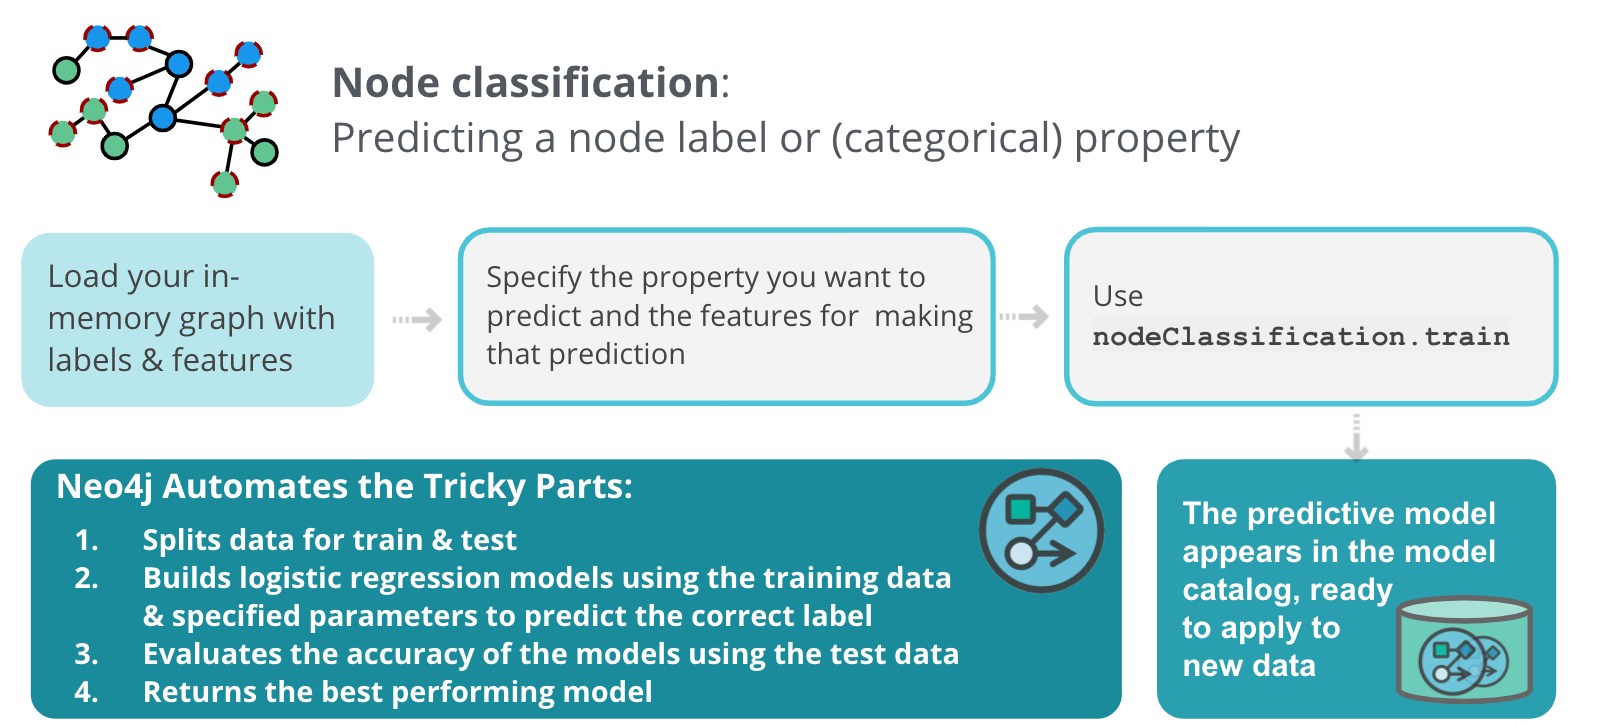 Node classification:
Predicting a node label or (categorical) property
Load your in-
memory graph with
labels & features
Specify the property you want to
predict and the features for  making
that prediction
Use
nodeClassification.train
Neo4j Automates the Tricky Parts:
1. Splits data for train & test
2. Builds logistic regression models using the training data
& specified parameters to predict the correct label
3. Evaluates the accuracy of the models using the test data
4. Returns the best performing model
The predictive model
appears in the model
catalog, ready
to apply to
new data